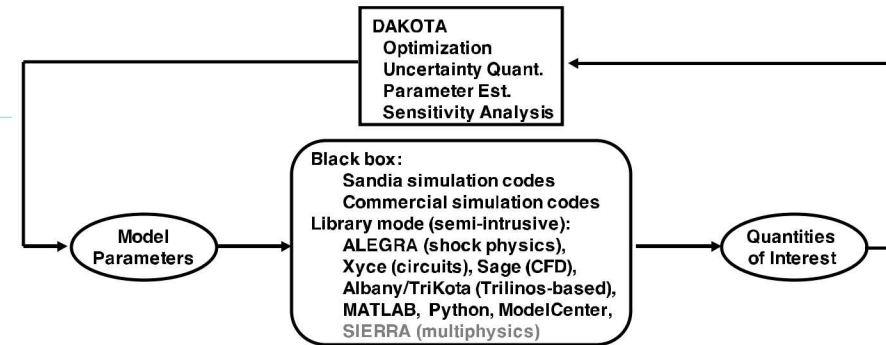 DAKOTA
Optimization
Uncertainty Quant.
Parameter Est.
Sensitivity Analysis
Black box:
Sandia simulation codes
Commercial simulation codes
Library mode (semi-intrusive):
ALEGRA (shock physics),
Xyce (circuits), Sage (CFD),
Albany/TriKota (Trilinos-based),
MATLAB, Python, ModelCenter,
SIERRA (multiphysics)
Model
Parameters
Quantities
of Interest